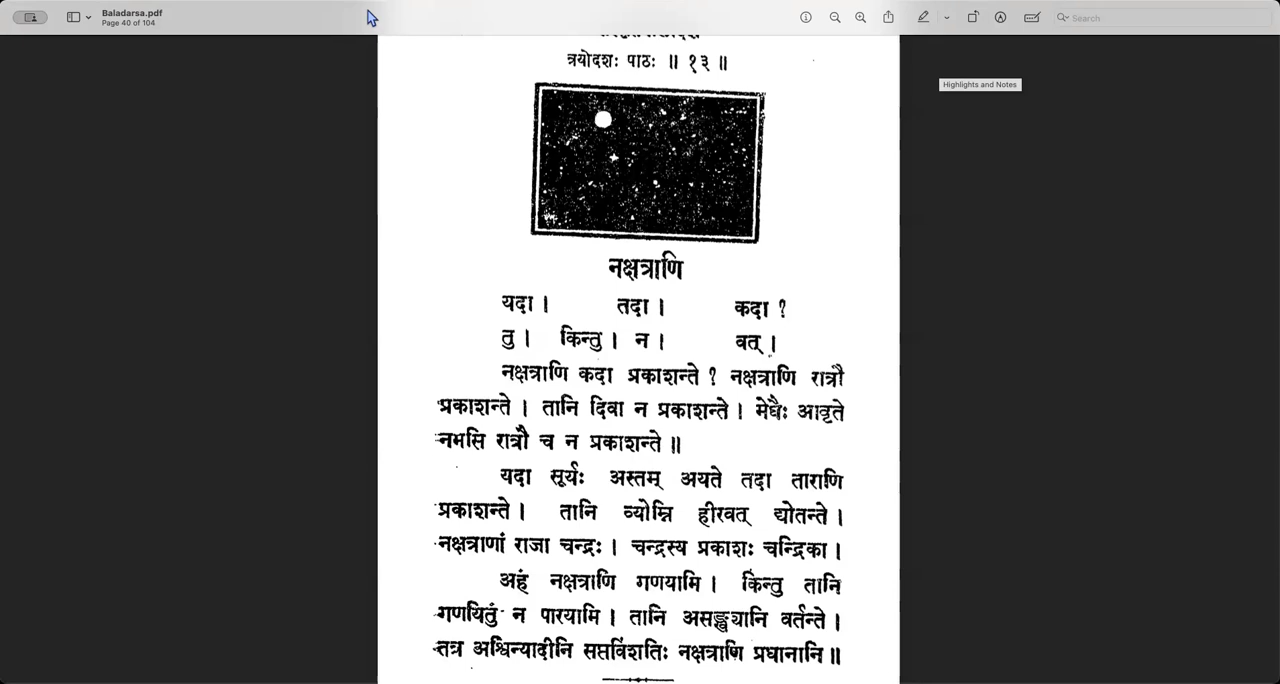 Baladarsa.pdf
Page 40 of 104
Search
Highlights and Notes
त्रयोदशः पाठः ॥ १३ ॥
नक्षत्राणि
यदा । तदा । कदा ?
तु । किन्तु । न । वत् ।
नक्षत्राणि कदा प्रकाशन्ते ? नक्षत्राणि रात्रौ
प्रकाशन्ते । तानि दिवा न प्रकाशन्ते । मेघैः आवृते
नभसि रात्रौ च न प्रकाशन्ते ॥
यदा सूर्यः अस्तम् अयते तदा ताराणि
प्रकाशन्ते । तानि व्योम्नि हीरवत् द्योतन्ते ।
नक्षत्राणां राजा चन्द्रः । चन्द्रस्य प्रकाशः चन्द्रिका ।
अहं नक्षत्राणि गणयामि । किन्तु तानि
गणयितुं न पारयामि । तानि असङ्ख्यानि वर्तन्ते ।
तत्र अश्विन्यादीनि सप्तविंशतिः नक्षत्राणि प्रधानानि ॥